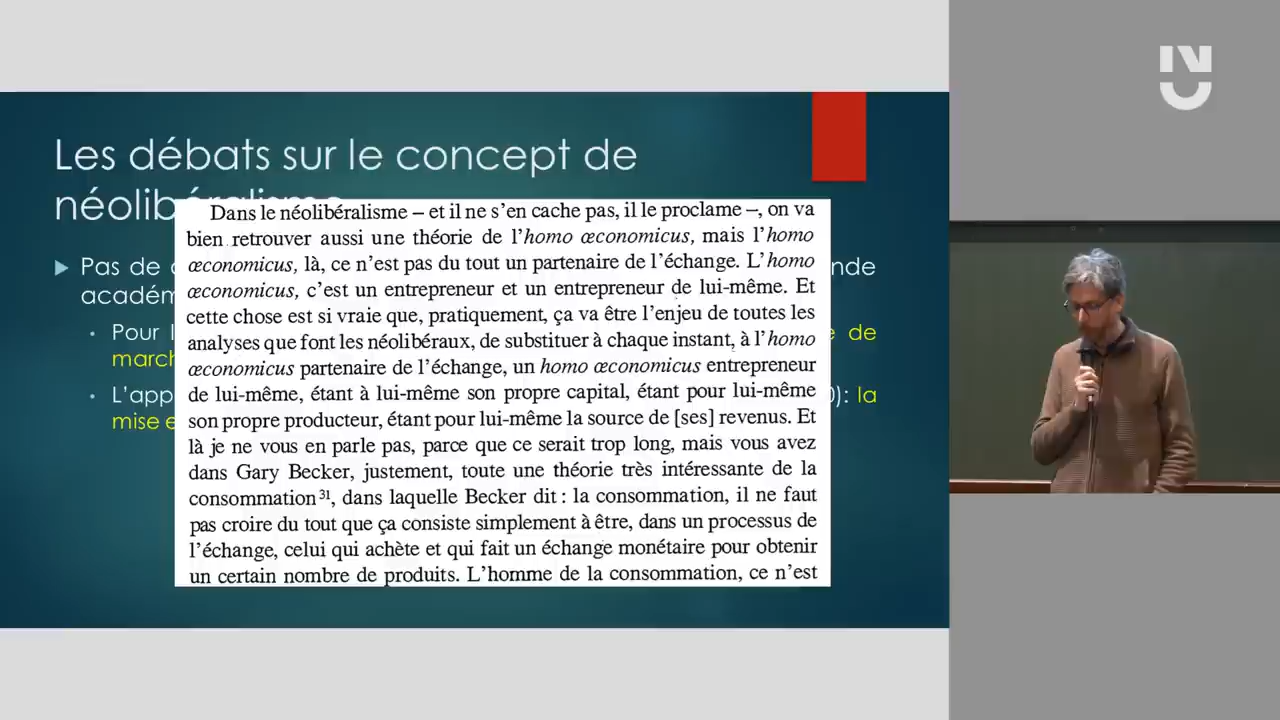 Les débats sur le concept de
néolibéralisme
Pas de
nde
académ
Pour l
e de
march
L'app
0): la
mise e
Dans le néolibéralisme – et il ne s'en cache pas, il le proclame –, on va
bien retrouver aussi une théorie de l'homo œconomicus, mais l'homo
œconomicus, là, ce n'est pas du tout un partenaire de l'échange. L'homo
œconomicus, c'est un entrepreneur et un entrepreneur de lui-même. Et
cette chose est si vraie que, pratiquement, ça va être l'enjeu de toutes les
analyses que font les néolibéraux, de substituer à chaque instant, à l'homo
œconomicus partenaire de l'échange, un homo œconomicus entrepreneur
de lui-même, étant à lui-même son propre capital, étant pour lui-même
son propre producteur, étant pour lui-même la source de [ses] revenus. Et
là je ne vous en parle pas, parce que ce serait trop long, mais vous avez
dans Gary Becker, justement, toute une théorie très intéressante de la
consommation³¹, dans laquelle Becker dit : la consommation, il ne faut
pas croire du tout que ça consiste simplement à être, dans un processus de
l'échange, celui qui achète et qui fait un échange monétaire pour obtenir
un certain nombre de produits. L'homme de la consommation, ce n'est